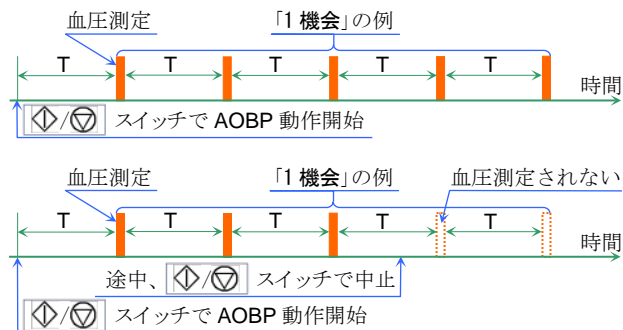 血圧測定 「1 機会」の例
T T T T T
時間
/ スイッチで AOBP 動作開始
血圧測定 「1 機会」の例 血圧測定されない
T T T T T
時間
途中、 / スイッチで中止
/ スイッチで AOBP 動作開始